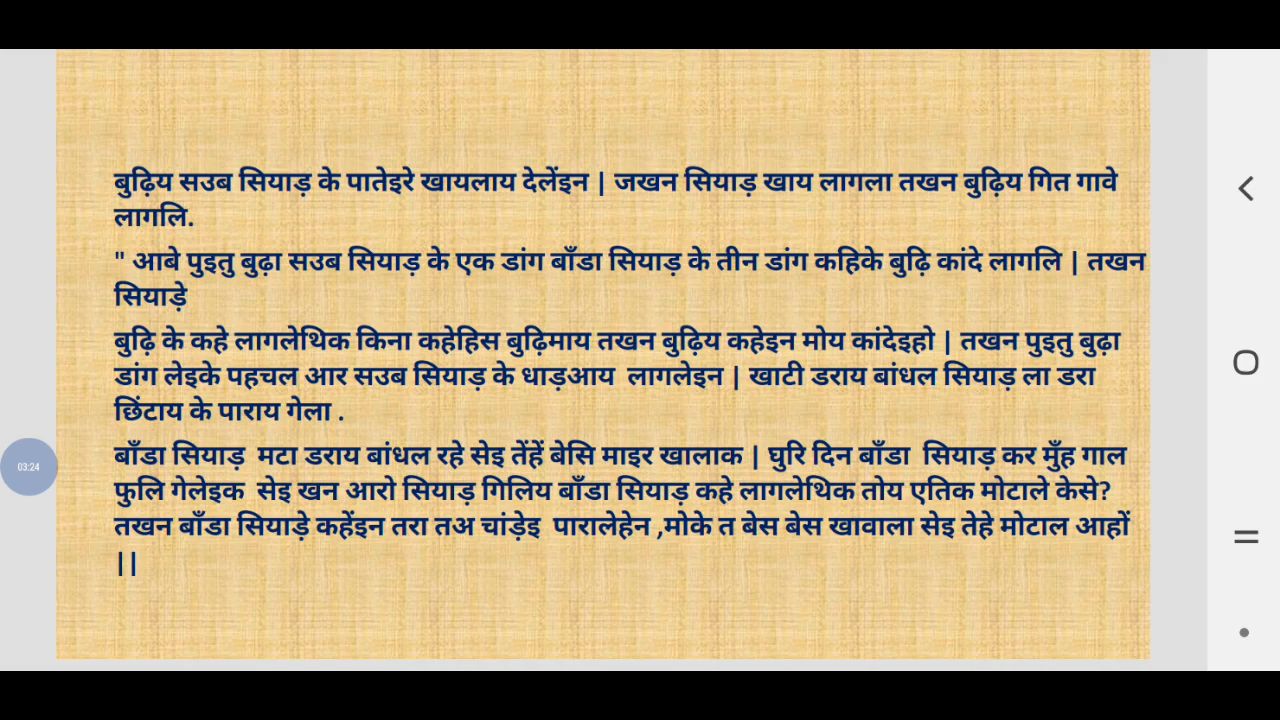 बुढ़िय सउब सियाड़ के पातेइरे खायलाय देलेंइन | जखन सियाड़ खाय लागला तखन बुढ़िय गित गावे
लागलि.
" आबे पुइतु बुढ़ा सउब सियाड़ के एक डांग बाँडा सियाड़ के तीन डांग कहिके बुढ़ि कांदे लागलि | तखन
सियाड़े
बुढ़ि के कहे लागलेथिक किना कहेहिस बुढ़िमाय तखन बुढ़िय कहेइन मोय कांदेइहो | तखन पुइतु बुढ़ा
डांग लेइके पहचल आर सउब सियाड़ के धाड़आय लागलेइन | खाटी डराय बांधल सियाड़ ला डरा
छिंटाय के पाराय गेला .
बाँडा सियाड़ मटा डराय बांधल रहे सेइ तेंहें बेसि माइर खालाक | घुरि दिन बाँडा सियाड़ कर मुँह गाल
फुलि गेलेइक सेइ खन आरो सियाड़ गिलिय बाँडा सियाड़ कहे लागलेथिक तोय एतिक मोटाले केसे?
तखन बाँडा सियाड़े कहेंइन तरा तअ चांड़ेइ पारालेहेन ,मोके त बेस बेस खावाला सेइ तेहे मोटाल आहों
||
03:24